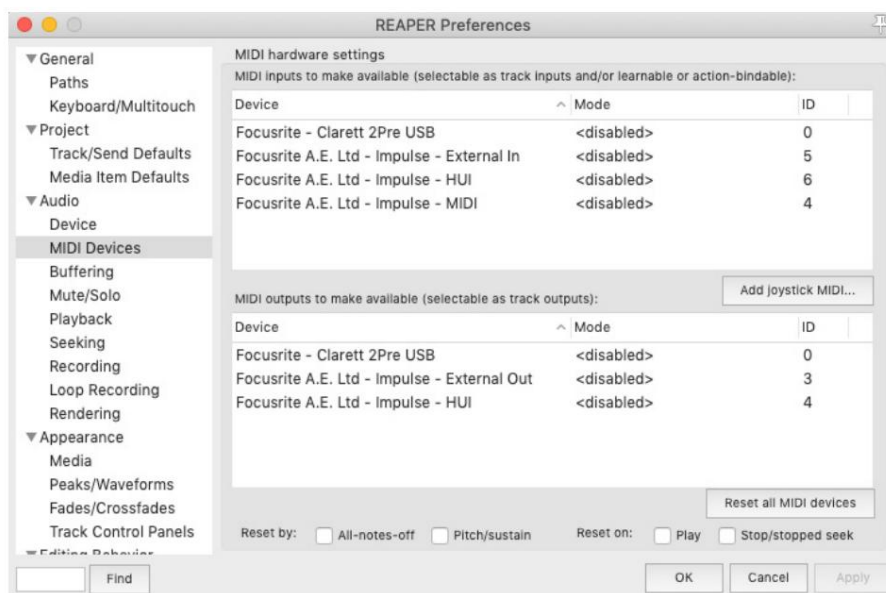 REAPER Preferences
General
Paths
Keyboard/Multitouch
Project
Track/Send Defaults
Media Item Defaults
Audio
Device
MIDI Devices
Buffering
Mute/Solo
Playback
Seeking
Recording
Loop Recording
Rendering
Appearance
Media
Peaks/Waveforms
Fades/Crossfades
Track Control Panels
Editing Behavior
Find
MIDI hardware settings
MIDI inputs to make available (selectable as track inputs and/or learnable or action-bindable):
Device Mode ID
Focusrite - Clarett 2Pre USB <disabled> 0
Focusrite A.E. Ltd - Impulse - External In <disabled> 5
Focusrite A.E. Ltd - Impulse - HUI <disabled> 6
Focusrite A.E. Ltd - Impulse - MIDI <disabled> 4
Add joystick MIDI...
MIDI outputs to make available (selectable as track outputs):
Device Mode ID
Focusrite - Clarett 2Pre USB <disabled> 0
Focusrite A.E. Ltd - Impulse - External Out <disabled> 3
Focusrite A.E. Ltd - Impulse - HUI <disabled> 4
Reset all MIDI devices
Reset by: All-notes-off Pitch/sustain Reset on: Play Stop/stopped seek
OK Cancel Apply